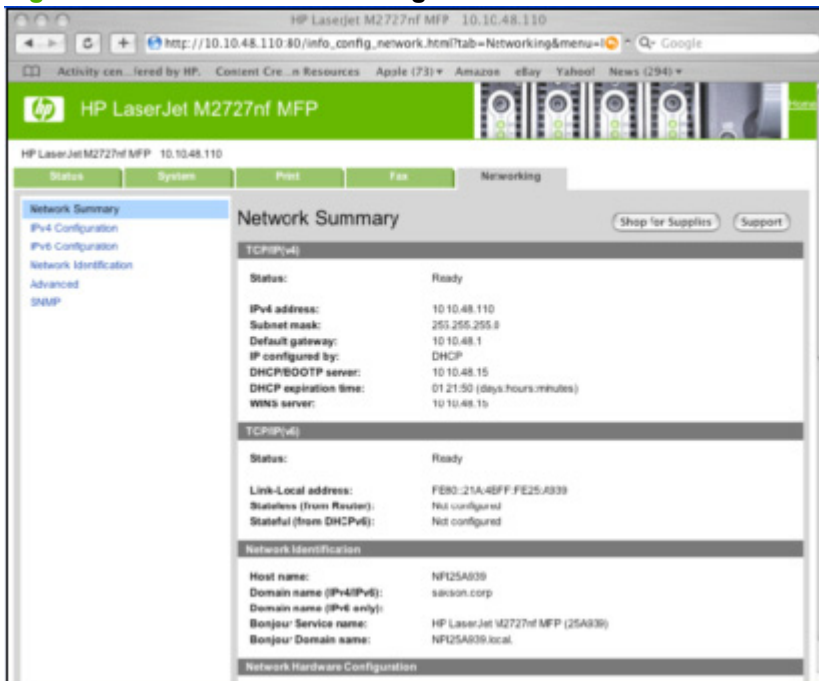 HP LaserJet M2727nf MFP 10.10.48.110
http://10.10.48.110:80/info_config_network.html?tab=Networking&menu=
Google
Activity cen...fered by HP. Content Cre...n Resources Apple (73) Amazon eBay Yahoo! News (294)
hp HP LaserJet M2727nf MFP
Home
HP LaserJet M2727nf MFP 10.10.48.110
Status System Print Fax Networking
Network Summary
IPv4 Configuration
IPv6 Configuration
Network Identification
Advanced
SNMP
Network Summary
Shop for Supplies Support
TCP/IP(v4)
Status: Ready
IPv4 address: 10.10.48.110
Subnet mask: 255.255.255.0
Default gateway: 10.10.48.1
IP configured by: DHCP
DHCP/BOOTP server: 10.10.48.15
DHCP expiration time: 01:21:50 (days:hours:minutes)
WINS server: 10.10.48.15
TCP/IP(v6)
Status: Ready
Link-Local address: FE80::21A:4BFF:FE25:A939
Stateless (from Router): Not configured
Stateful (from DHCPv6): Not configured
Network Identification
Host name: NPI25A939
Domain name (IPv4/IPv6):
Domain name (IPv6 only):
Bonjour Service name: HP LaserJet M2727nf MFP (25A939)
Bonjour Domain name: NPI25A939.local.
Network Hardware Configuration